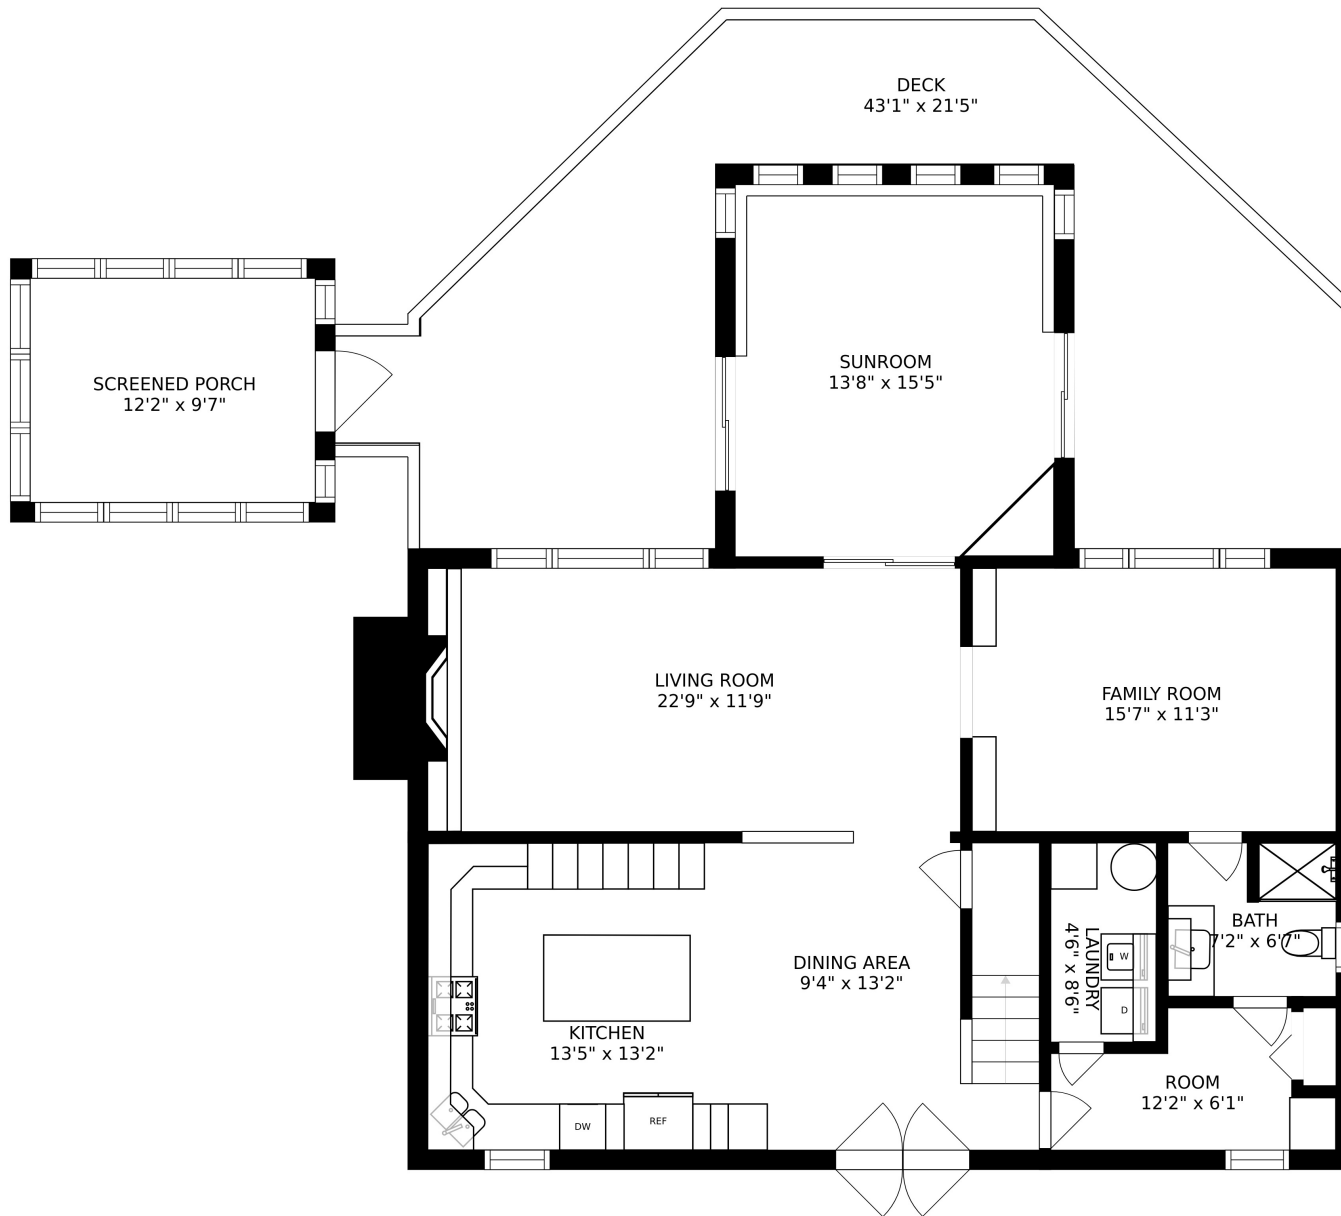 DECK
43'1" x 21'5"
SUNROOM
13'8" x 15'5"
SCREENED PORCH
12'2" x 9'7"
LIVING ROOM
22'9" x 11'9"
FAMILY ROOM
15'7" x 11'3"
BATH
7'2" x 6'7"
LAUNDRY
4'6" x 8'6"
W
D
DINING AREA
9'4" x 13'2"
KITCHEN
13'5" x 13'2"
ROOM
12'2" x 6'1"
DW
REF